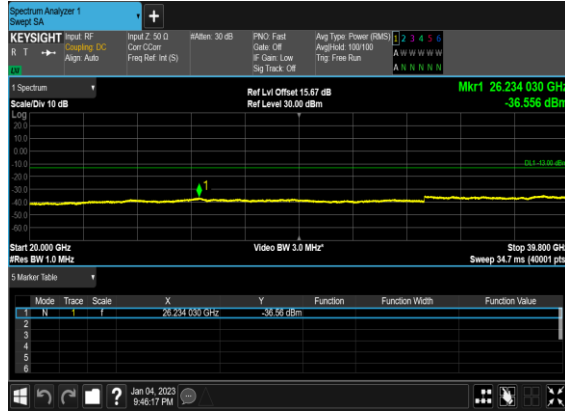 Spectrum Analyzer 1
Swept SA
KEYSIGHT Input: RF Input Z: 50 Ω #Atten: 30 dB PNO: Fast Avg Type: Power (RMS) 1 2 3 4 5 6
R T Coupling: DC Corr CCorr Gate: Off Avg|Hold: 100/100 A W W W W W
Align: Auto Freq Ref: Int (S) IF Gain: Low Trig: Free Run
LV Sig Track: Off A N N N N N
1 Spectrum Ref Lvl Offset 15.67 dB Mkr1 26.234 030 GHz
Scale/Div 10 dB Ref Level 30.00 dBm -36.556 dBm
Log
20.0
10.0
0.00
-10.0 DL1 -13.00 dBm
-20.0
-30.0 1
-40.0
-50.0
-60.0
Start 20.000 GHz Video BW 3.0 MHz* Stop 39.800 GHz
#Res BW 1.0 MHz Sweep 34.7 ms (40001 pts)
5 Marker Table
Mode Trace Scale X Y Function Function Width Function Value
1 N 1 f 26.234 030 GHz -36.56 dBm
2
3
4
5
6
? Jan 04, 2023
9:46:17 PM